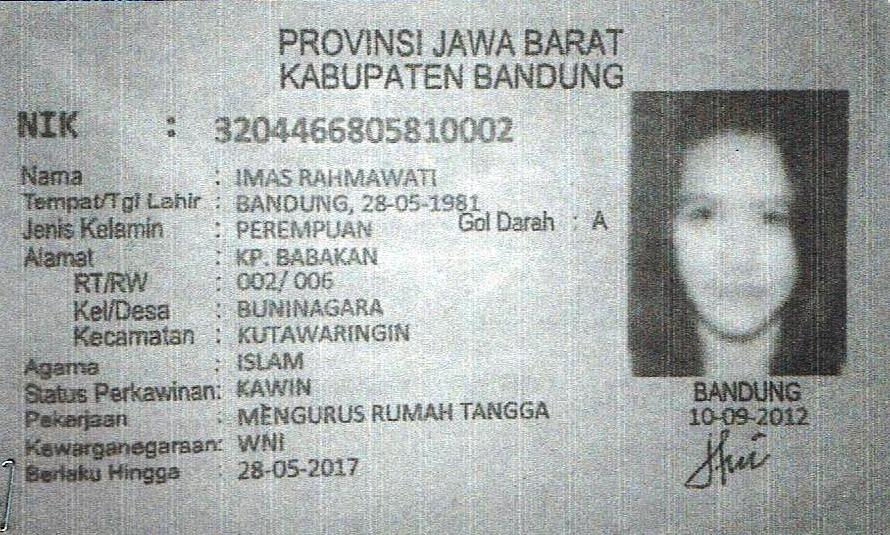 PROVINSI JAWA BARAT
KABUPATEN BANDUNG
NIK : 3204466805810002
Nama : IMAS RAHMAWATI
Tempat/Tgl Lahir : BANDUNG, 28-05-1981
Jenis Kelamin : PEREMPUAN Gol Darah : A
Alamat : KP. BABAKAN
RT/RW : 002/ 006
Kel/Desa : BUNINAGARA
Kecamatan : KUTAWARINGIN
Agama : ISLAM
Status Perkawinan: KAWIN
Pekerjaan : MENGURUS RUMAH TANGGA
Kewarganegaraan: WNI
Berlaku Hingga : 28-05-2017
BANDUNG
10-09-2012